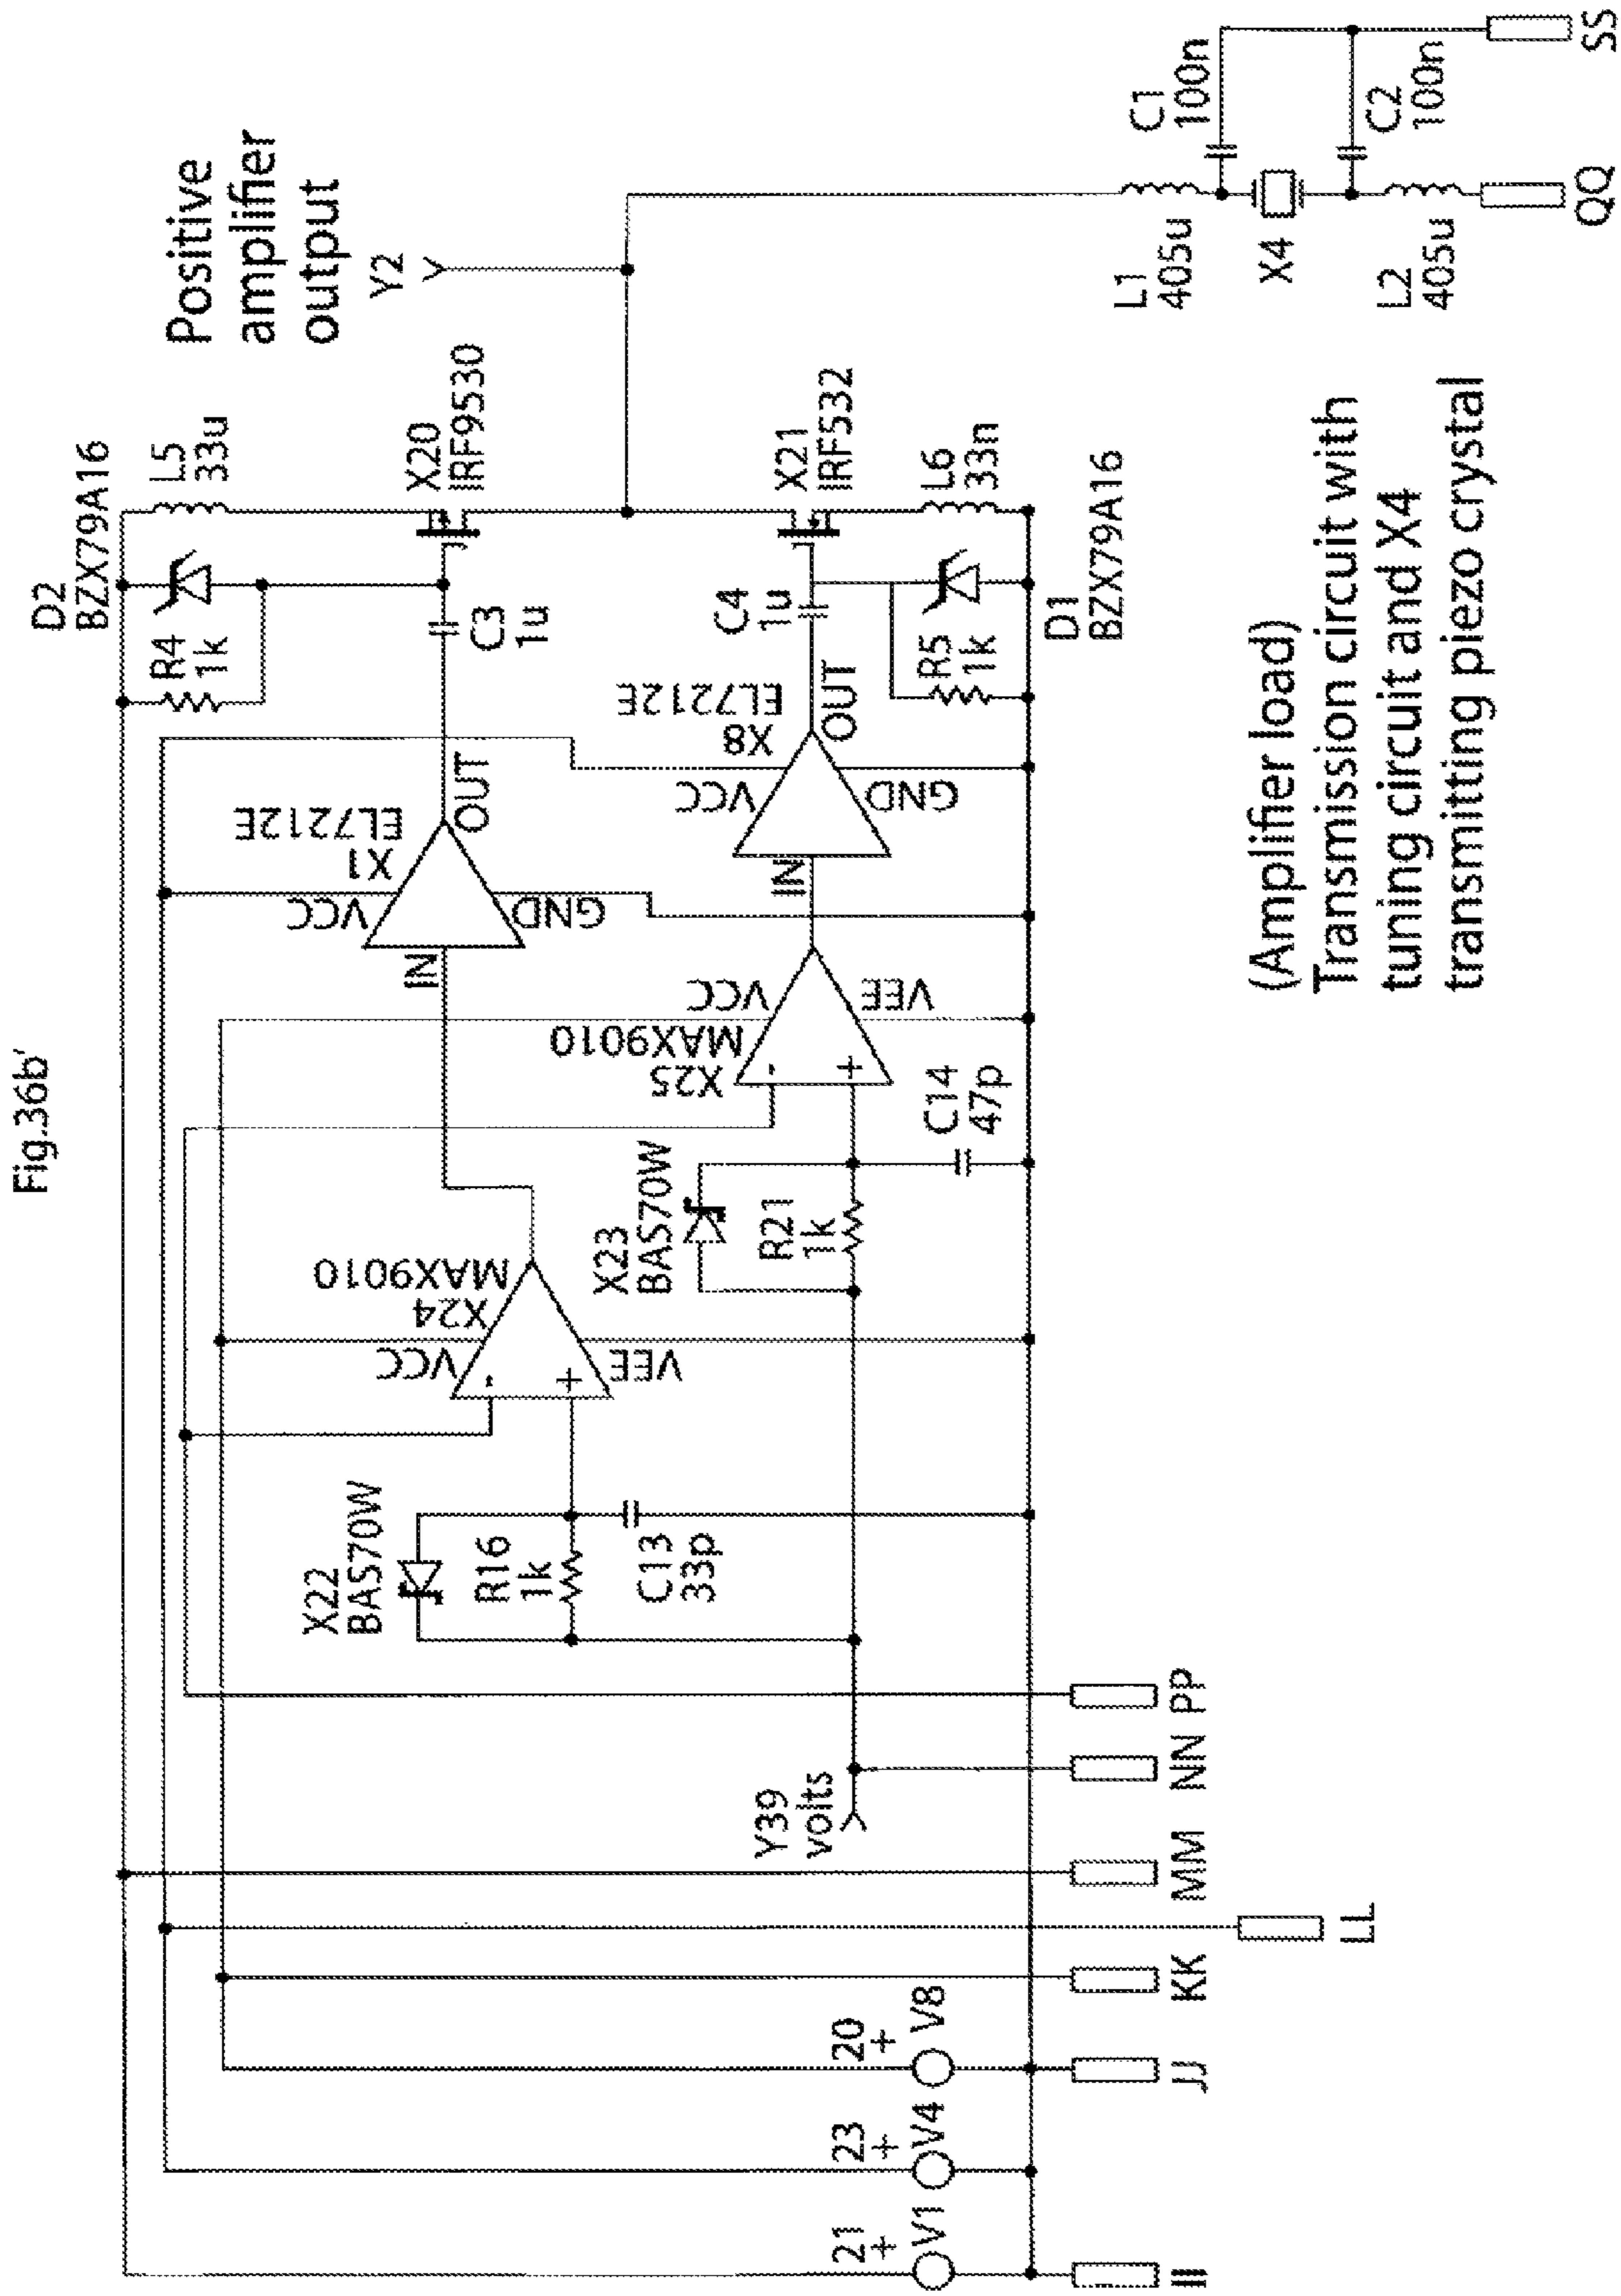 Fig.36b'
Positive
amplifier
output
Y2
D2
BZX79A16
L5
33u
R4
1k
X20
IRF9530
C3
1u
X1
EL7212E
VCC
GND
IN
OUT
X21
IRF532
C4
1u
X8
EL7212E
VCC
GND
IN
OUT
L6
33n
R5
1k
D1
BZX79A16
X24
MAX9010
VCC
VEE
-
+
X25
MAX9010
VCC
VEE
-
+
X22
BAS70W
R16
1k
C13
33p
X23
BAS70W
R21
1k
C14
47p
Y39
volts
21
+
V1
23
+
V4
20
+
V8
II
JJ
KK
LL
MM
NN
PP
L1
405u
C1
100n
X4
C2
100n
L2
405u
QQ
SS
(Amplifier load)
Transmission circuit with
tuning circuit and X4
transmitting piezo crystal